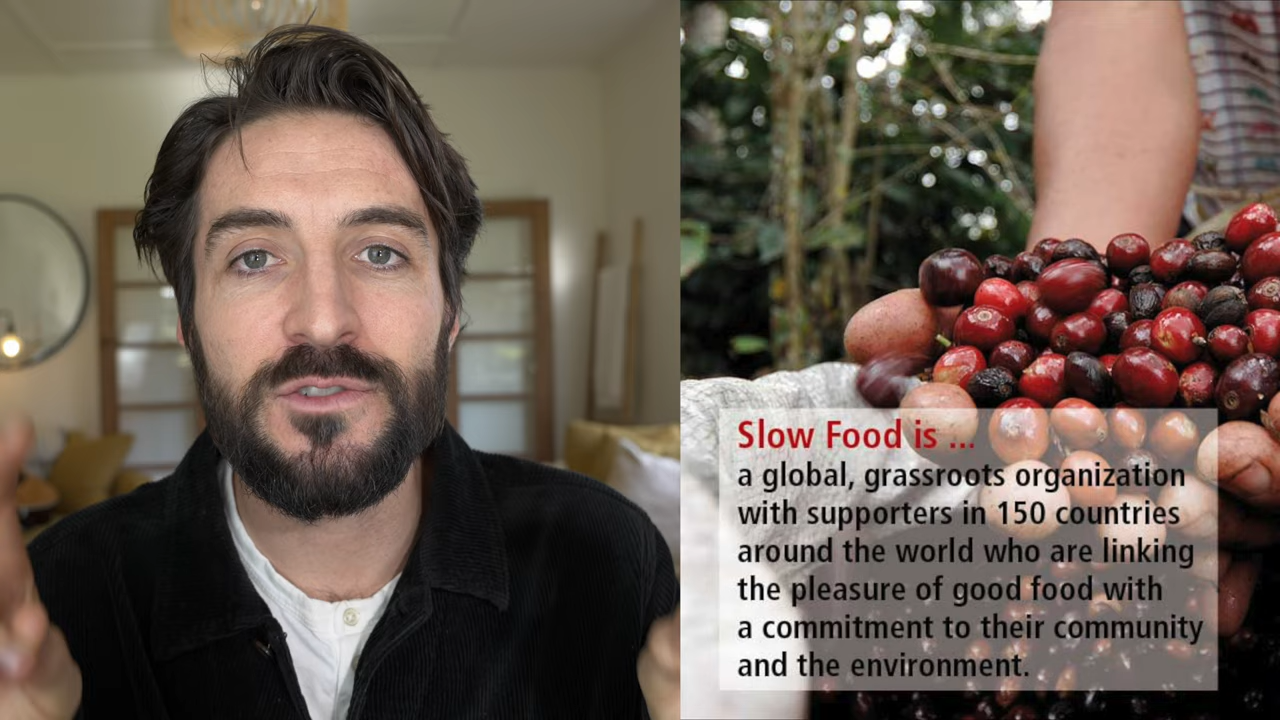 Slow Food is ...
a global, grassroots organization
with supporters in 150 countries
around the world who are linking
the pleasure of good food with
a commitment to their community
and the environment.